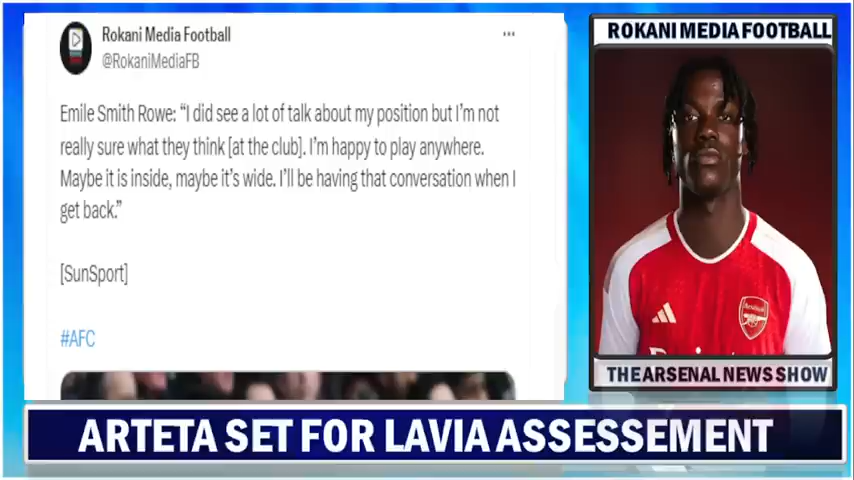 Rokani Media Football
@RokaniMediaFB
Emile Smith Rowe: “I did see a lot of talk about my position but I’m not
really sure what they think [at the club]. I’m happy to play anywhere.
Maybe it is inside, maybe it’s wide. I’ll be having that conversation when I
get back.”
[SunSport]
#AFC
ROKANI MEDIA FOOTBALL
Arsenal
THE ARSENAL NEWS SHOW
ARTETA SET FOR LAVIA ASSESSEMENT